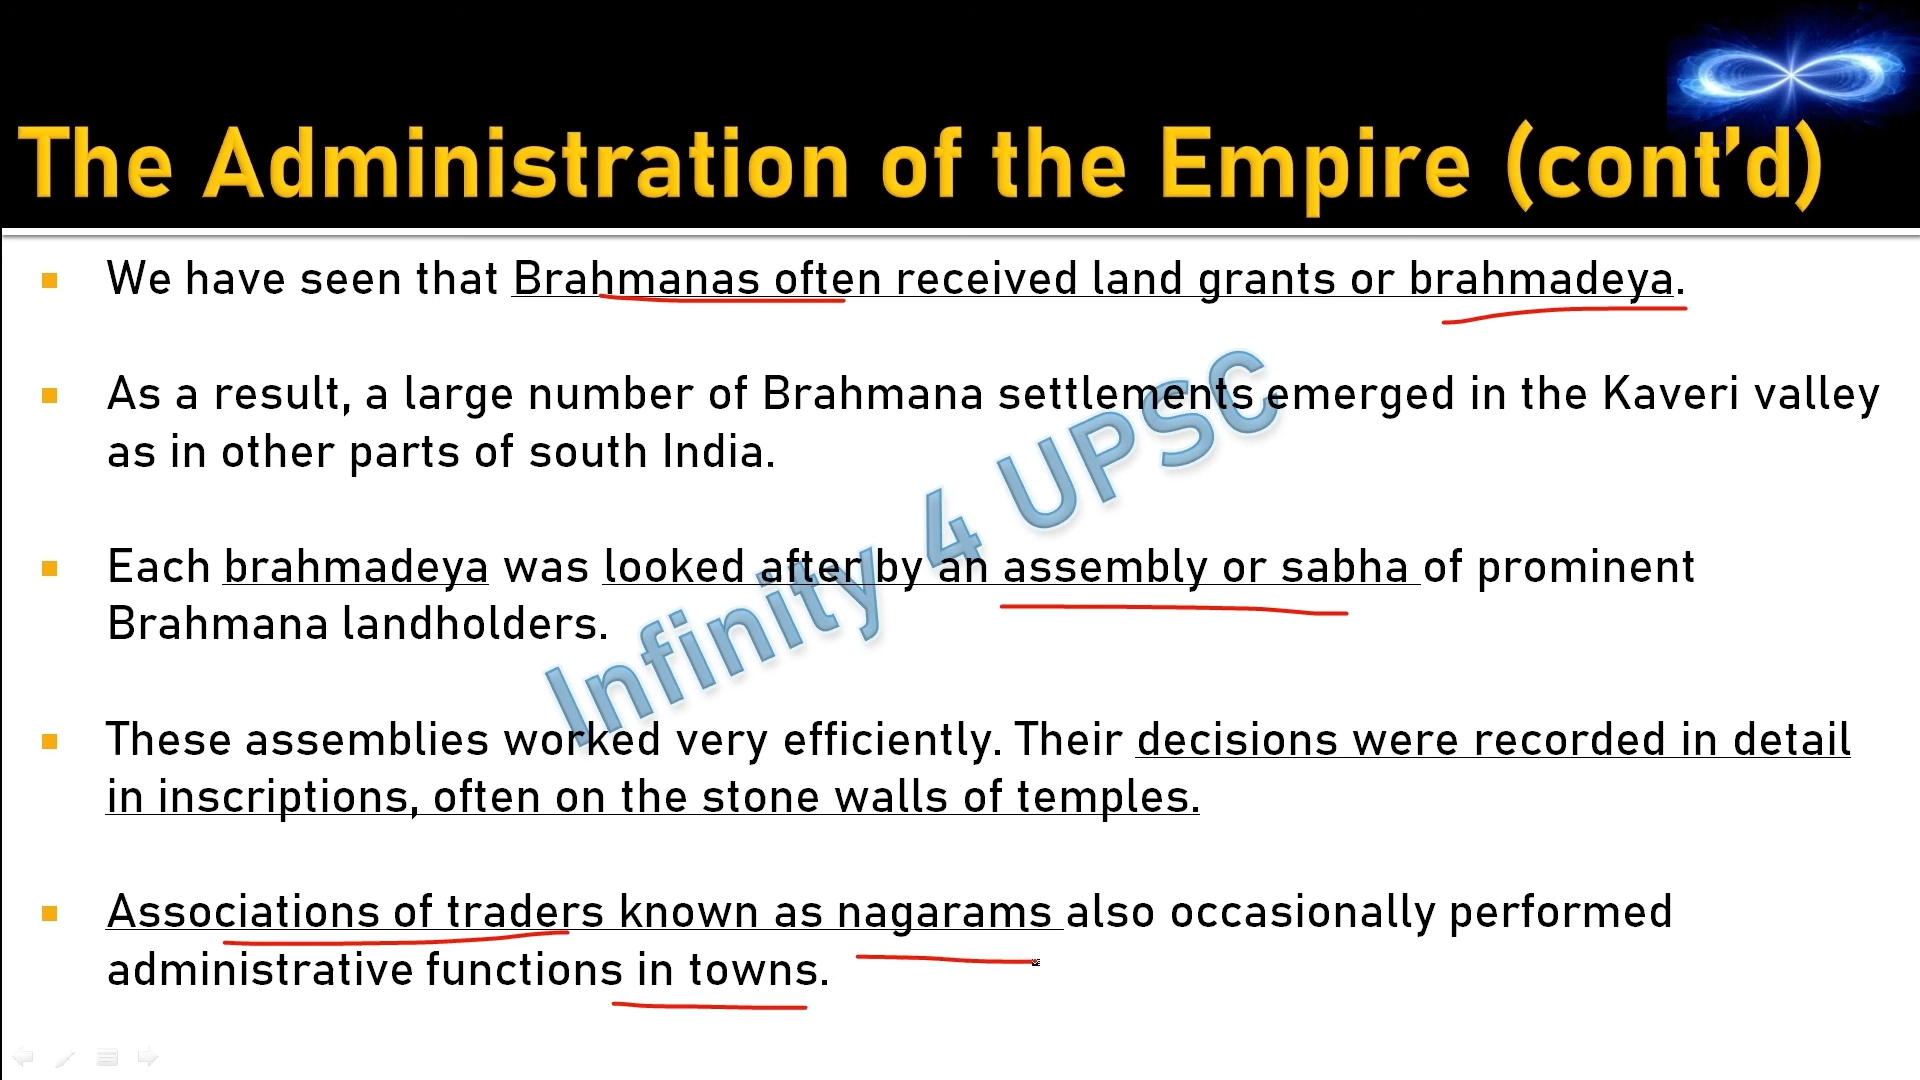 The Administration of the Empire (cont’d)
We have seen that Brahmanas often received land grants or brahmadeya.
As a result, a large number of Brahmana settlements emerged in the Kaveri valley
as in other parts of south India.
Each brahmadeya was looked after by an assembly or sabha of prominent
Brahmana landholders.
These assemblies worked very efficiently. Their decisions were recorded in detail
in inscriptions, often on the stone walls of temples.
Associations of traders known as nagarams also occasionally performed
administrative functions in towns.
Infinity 4 UPSC